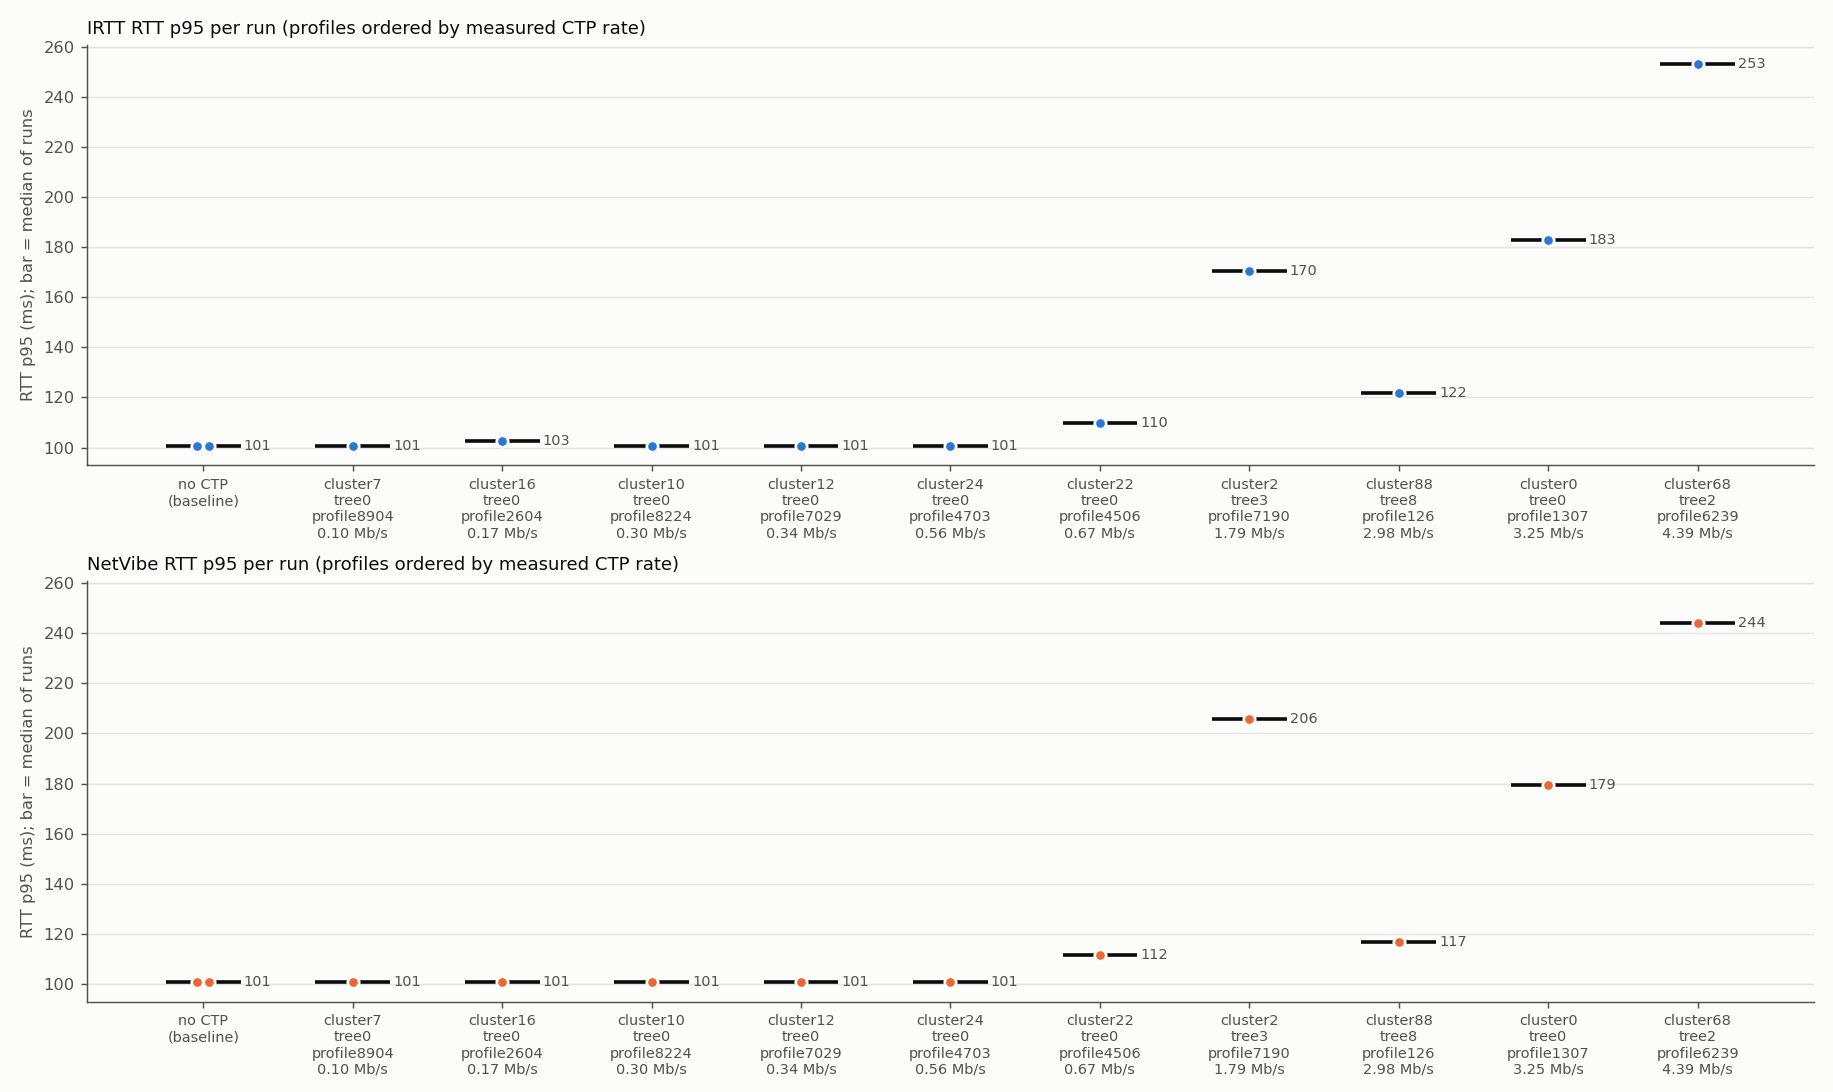 IRTT RTT p95 per run (profiles ordered by measured CTP rate)
RTT p95 (ms); bar = median of runs
260
240
220
200
180
160
140
120
100
101
101
103
101
101
101
110
170
122
183
253
no CTP
(baseline)
cluster7
tree0
profile8904
0.10 Mb/s
cluster16
tree0
profile2604
0.17 Mb/s
cluster10
tree0
profile8224
0.30 Mb/s
cluster12
tree0
profile7029
0.34 Mb/s
cluster24
tree0
profile4703
0.56 Mb/s
cluster22
tree0
profile4506
0.67 Mb/s
cluster2
tree3
profile7190
1.79 Mb/s
cluster88
tree8
profile126
2.98 Mb/s
cluster0
tree0
profile1307
3.25 Mb/s
cluster68
tree2
profile6239
4.39 Mb/s
NetVibe RTT p95 per run (profiles ordered by measured CTP rate)
RTT p95 (ms); bar = median of runs
260
240
220
200
180
160
140
120
100
101
101
101
101
101
101
112
206
117
179
244
no CTP
(baseline)
cluster7
tree0
profile8904
0.10 Mb/s
cluster16
tree0
profile2604
0.17 Mb/s
cluster10
tree0
profile8224
0.30 Mb/s
cluster12
tree0
profile7029
0.34 Mb/s
cluster24
tree0
profile4703
0.56 Mb/s
cluster22
tree0
profile4506
0.67 Mb/s
cluster2
tree3
profile7190
1.79 Mb/s
cluster88
tree8
profile126
2.98 Mb/s
cluster0
tree0
profile1307
3.25 Mb/s
cluster68
tree2
profile6239
4.39 Mb/s